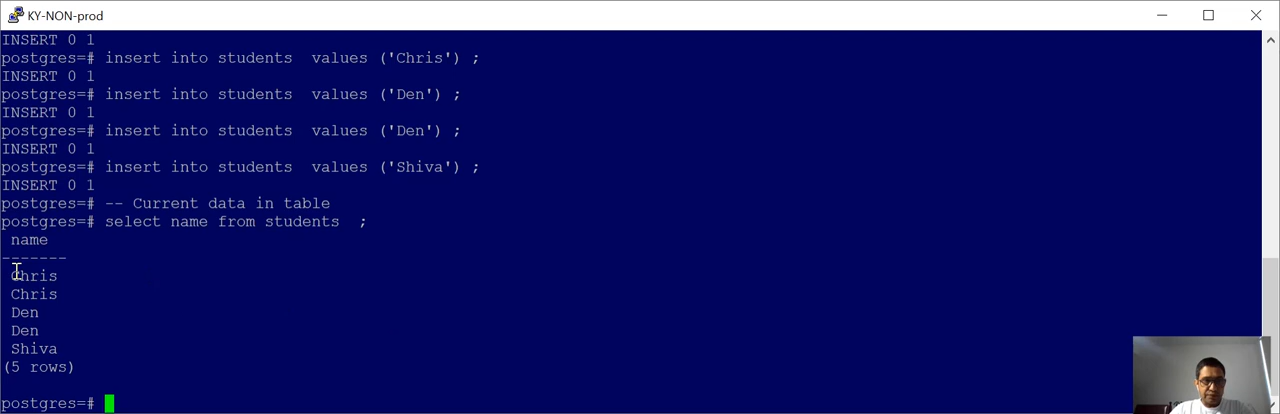 KY-NON-prod
INSERT 0 1
postgres=# insert into students  values ('Chris') ;
INSERT 0 1
postgres=# insert into students  values ('Den') ;
INSERT 0 1
postgres=# insert into students  values ('Den') ;
INSERT 0 1
postgres=# insert into students  values ('Shiva') ;
INSERT 0 1
postgres=# -- Current data in table
postgres=# select name from students  ;
name
-------
Chris
Chris
Den
Den
Shiva
(5 rows)
postgres=#